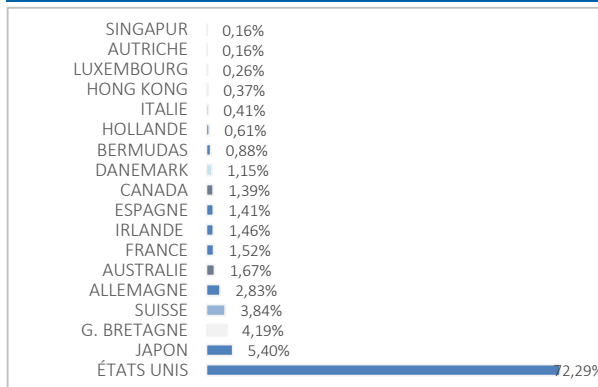 SINGAPUR 0,16%
AUTRICHE 0,16%
LUXEMBOURG 0,26%
HONG KONG 0,37%
ITALIE 0,41%
HOLLANDE 0,61%
BERMUDAS 0,88%
DANEMARK 1,15%
CANADA 1,39%
ESPAGNE 1,41%
IRLANDE 1,46%
FRANCE 1,52%
AUSTRALIE 1,67%
ALLEMAGNE 2,83%
SUISSE 3,84%
G. BRETAGNE 4,19%
JAPON 5,40%
ÉTATS UNIS 72,29%